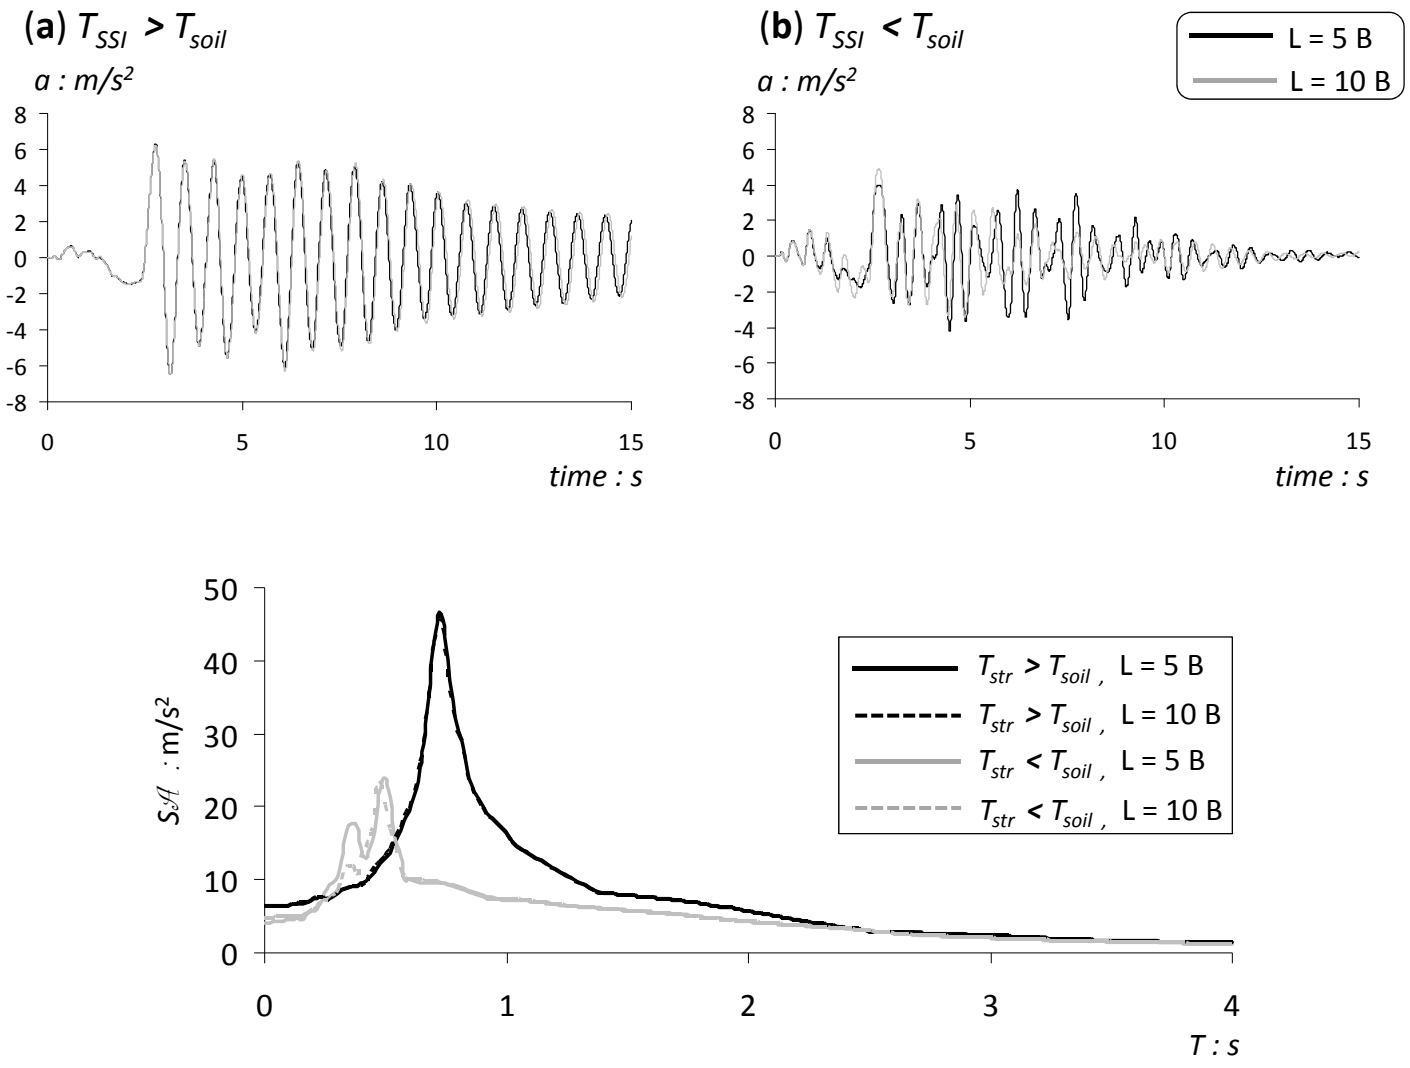 (a) T_SSI > T_soil
a : m/s²
8
6
4
2
0
-2
-4
-6
-8
0 5 10 15
time : s
(b) T_SSI < T_soil
a : m/s²
L = 5 B
L = 10 B
8
6
4
2
0
-2
-4
-6
-8
0 5 10 15
time : s
50
40
30
20
10
0
S𝒜 : m/s²
T_str > T_soil , L = 5 B
T_str > T_soil , L = 10 B
T_str < T_soil , L = 5 B
T_str < T_soil , L = 10 B
0 1 2 3 4
T : s